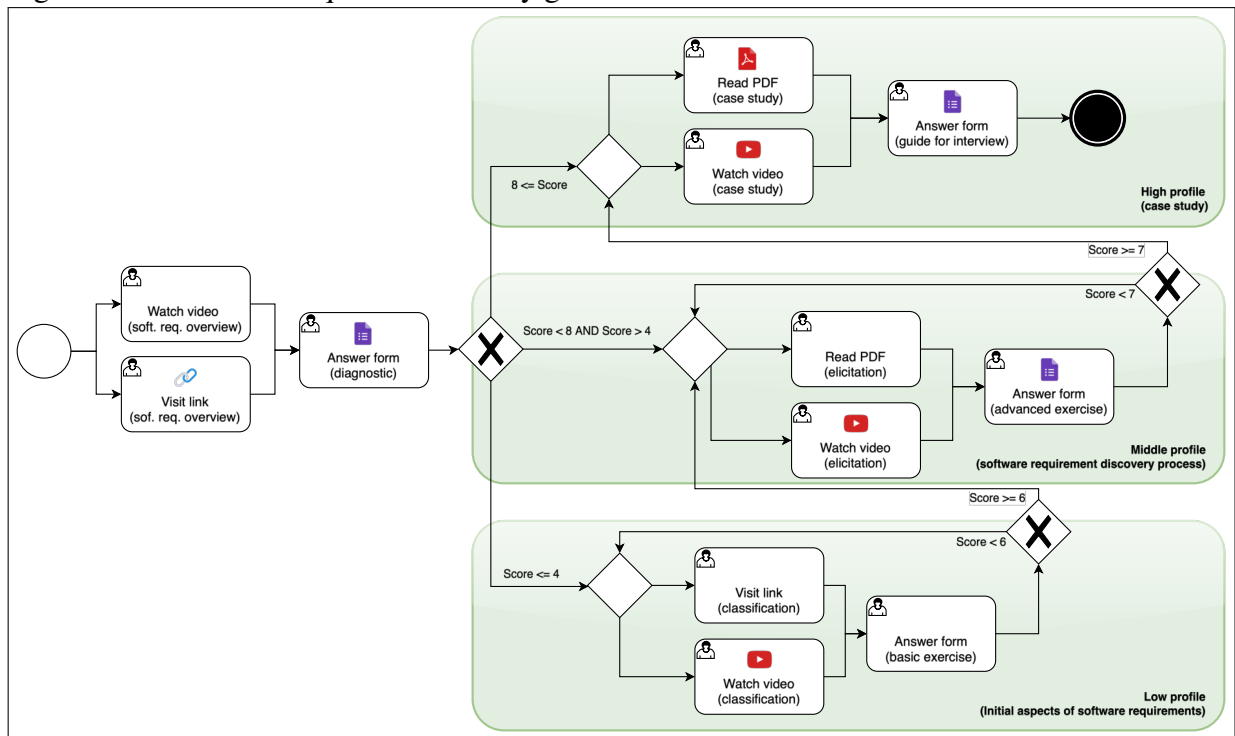 Read PDF
(case study)
Watch video
(case study)
Answer form
(guide for interview)
8 <= Score
High profile
(case study)
Watch video
(soft. req. overview)
Visit link
(sof. req. overview)
Answer form
(diagnostic)
Score >= 7
Score < 7
Score < 8 AND Score > 4
Read PDF
(elicitation)
Watch video
(elicitation)
Answer form
(advanced exercise)
Middle profile
(software requirement discovery process)
Score >= 6
Score < 6
Score <= 4
Visit link
(classification)
Watch video
(classification)
Answer form
(basic exercise)
Low profile
(Initial aspects of software requirements)